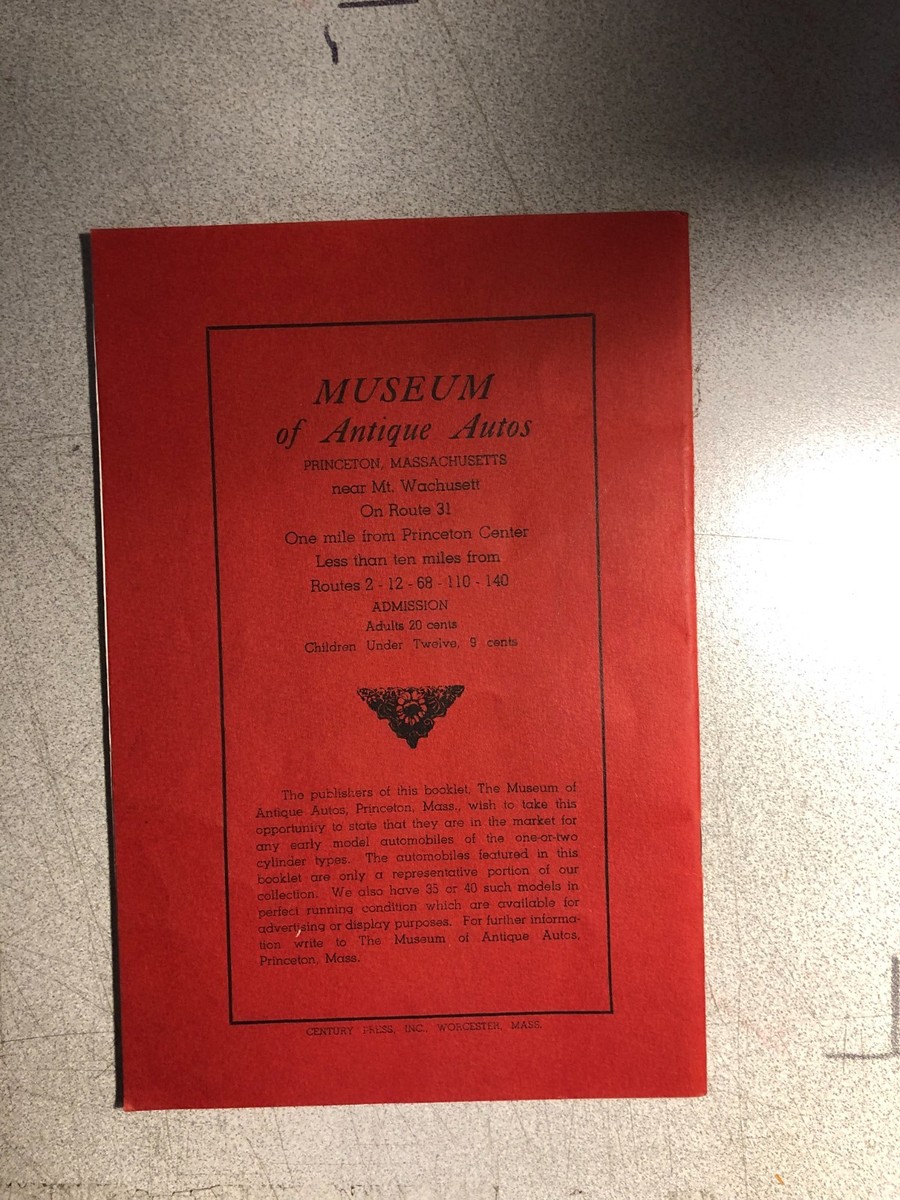 MUSEUM
of Antique Autos
PRINCETON, MASSACHUSETTS
near Mt. Wachusett
On Route 31
One mile from Princeton Center
Less than ten miles from
Routes 2 - 12 - 68 - 110 - 140
ADMISSION
Adults 20 cents
Children Under Twelve, 9 cents
The publishers of this booklet, The Museum of
Antique Autos, Princeton, Mass., wish to take this
opportunity to state that they are in the market for
any early model automobiles of the one-or-two
cylinder types. The automobiles featured in this
booklet are only a representative portion of our
collection. We also have 35 or 40 such models in
perfect running condition which are available for
advertising or display purposes. For further informa-
tion write to The Museum of Antique Autos,
Princeton, Mass.
CENTURY PRESS, INC., WORCESTER, MASS.